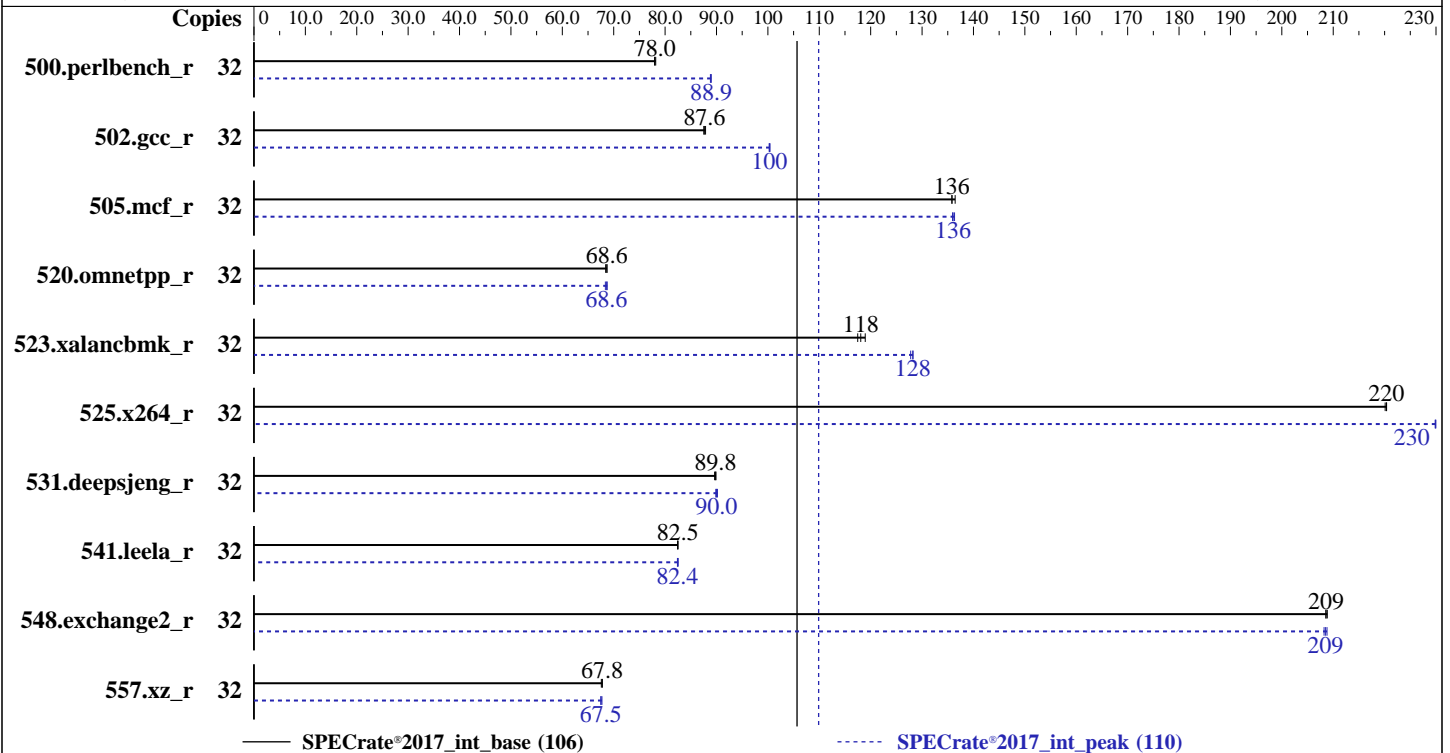 Copies 0 10.0 20.0 30.0 40.0 50.0 60.0 70.0 80.0 90.0 100 110 120 130 140 150 160 170 180 190 200 210 230
78.0
500.perlbench_r 32
88.9
87.6
502.gcc_r 32
100
136
505.mcf_r 32
136
68.6
520.omnetpp_r 32
68.6
118
523.xalancbmk_r 32
128
220
525.x264_r 32
230
89.8
531.deepsjeng_r 32
90.0
82.5
541.leela_r 32
82.4
209
548.exchange2_r 32
209
67.8
557.xz_r 32
67.5
SPECrate®2017_int_base (106) SPECrate®2017_int_peak (110)